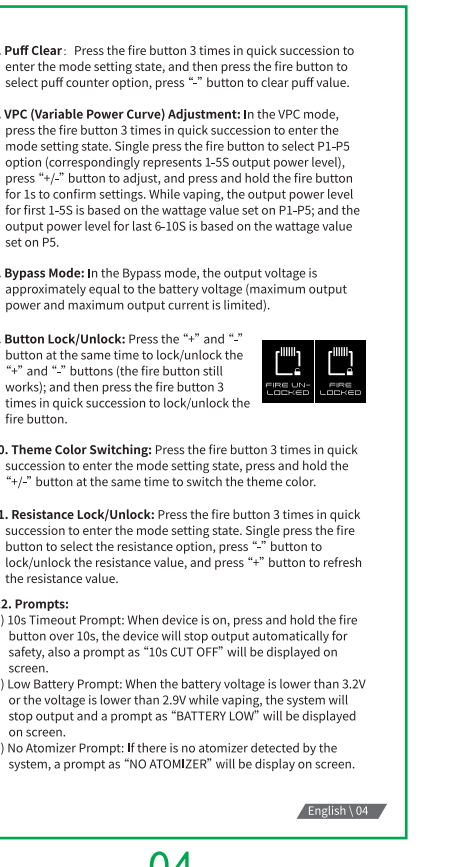 . Puff Clear： Press the fire button 3 times in quick succession to
enter the mode setting state, and then press the fire button to
select puff counter option, press “-” button to clear puff value.
. VPC (Variable Power Curve) Adjustment: In the VPC mode,
press the fire button 3 times in quick succession to enter the
mode setting state. Single press the fire button to select P1-P5
option (correspondingly represents 1-5S output power level),
press “+/-” button to adjust, and press and hold the fire button
for 1s to confirm settings. While vaping, the output power level
for first 1-5S is based on the wattage value set on P1-P5; and the
output power level for last 6-10S is based on the wattage value
set on P5.
. Bypass Mode: In the Bypass mode, the output voltage is
approximately equal to the battery voltage (maximum output
power and maximum output current is limited).
. Button Lock/Unlock: Press the “+” and “-”
button at the same time to lock/unlock the
“+” and “-” buttons (the fire button still
works); and then press the fire button 3
times in quick succession to lock/unlock the
fire button.
FIRE UN-
LOCKED
FIRE
LOCKED
0. Theme Color Switching: Press the fire button 3 times in quick
succession to enter the mode setting state, press and hold the
“+/-” button at the same time to switch the theme color.
1. Resistance Lock/Unlock: Press the fire button 3 times in quick
succession to enter the mode setting state. Single press the fire
button to select the resistance option, press “-” button to
lock/unlock the resistance value, and press “+” button to refresh
the resistance value.
2. Prompts:
) 10s Timeout Prompt: When device is on, press and hold the fire
button over 10s, the device will stop output automatically for
safety, also a prompt as “10s CUT OFF” will be displayed on
screen.
) Low Battery Prompt: When the battery voltage is lower than 3.2V
or the voltage is lower than 2.9V while vaping, the system will
stop output and a prompt as “BATTERY LOW” will be displayed
on screen.
) No Atomizer Prompt: If there is no atomizer detected by the
system, a prompt as “NO ATOMIZER” will be display on screen.
English \ 04
04